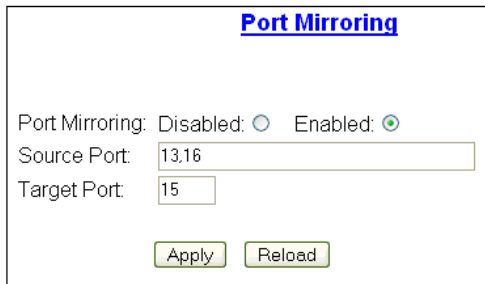 Port Mirroring
Port Mirroring: Disabled: Enabled:
Source Port: 13,16
Target Port: 15
Apply Reload